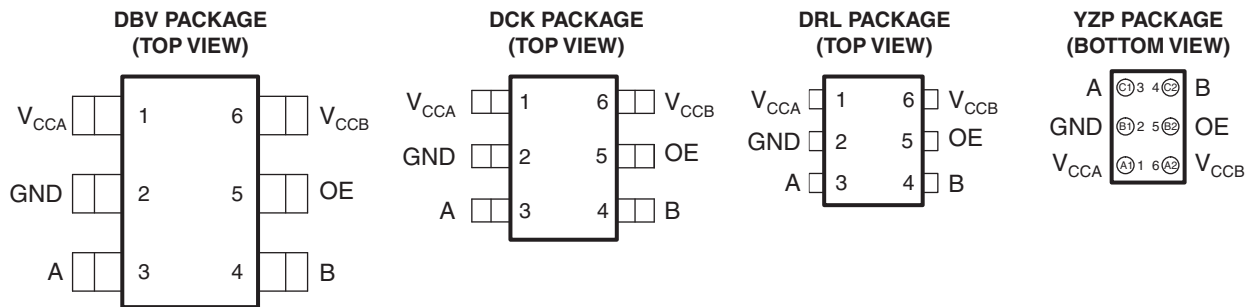 DBV PACKAGE
(TOP VIEW)
VCCA 1 6 VCCB
GND 2 5 OE
A 3 4 B
DCK PACKAGE
(TOP VIEW)
VCCA 1 6 VCCB
GND 2 5 OE
A 3 4 B
DRL PACKAGE
(TOP VIEW)
VCCA 1 6 VCCB
GND 2 5 OE
A 3 4 B
YZP PACKAGE
(BOTTOM VIEW)
A C1 3 4 C2 B
GND B1 2 5 B2 OE
VCCA A1 1 6 A2 VCCB